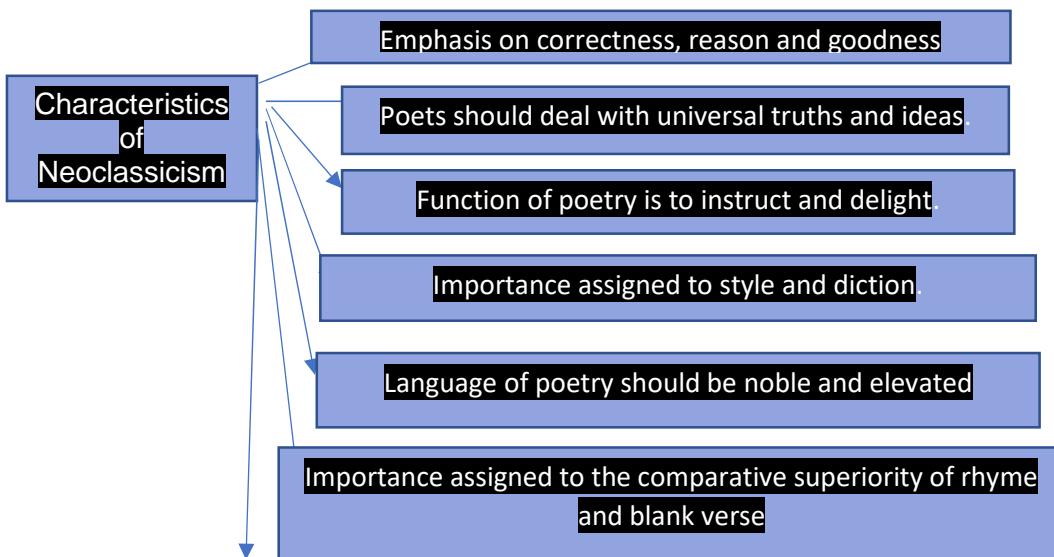 Emphasis on correctness, reason and goodness
Characteristics
of
Neoclassicism
Poets should deal with universal truths and ideas.
Function of poetry is to instruct and delight.
Importance assigned to style and diction.
Language of poetry should be noble and elevated
Importance assigned to the comparative superiority of rhyme
and blank verse